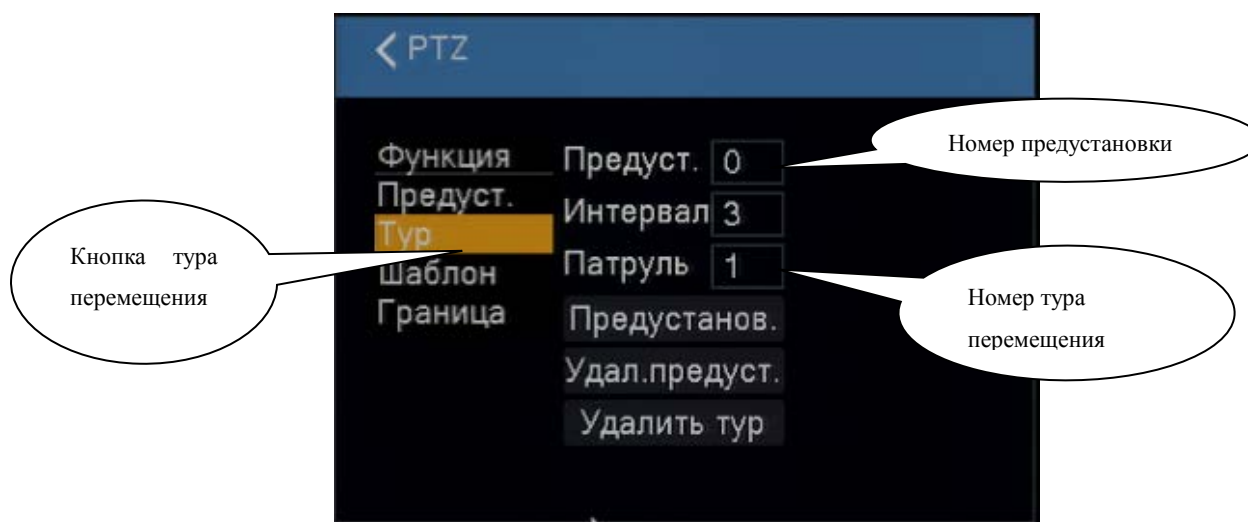 PTZ
Функция
Предуст.
Тур
Шаблон
Граница
Предуст. 0
Интервал 3
Патруль 1
Предустанов.
Удал.предуст.
Удалить тур
Кнопка тура
перемещения
Номер предустановки
Номер тура
перемещения